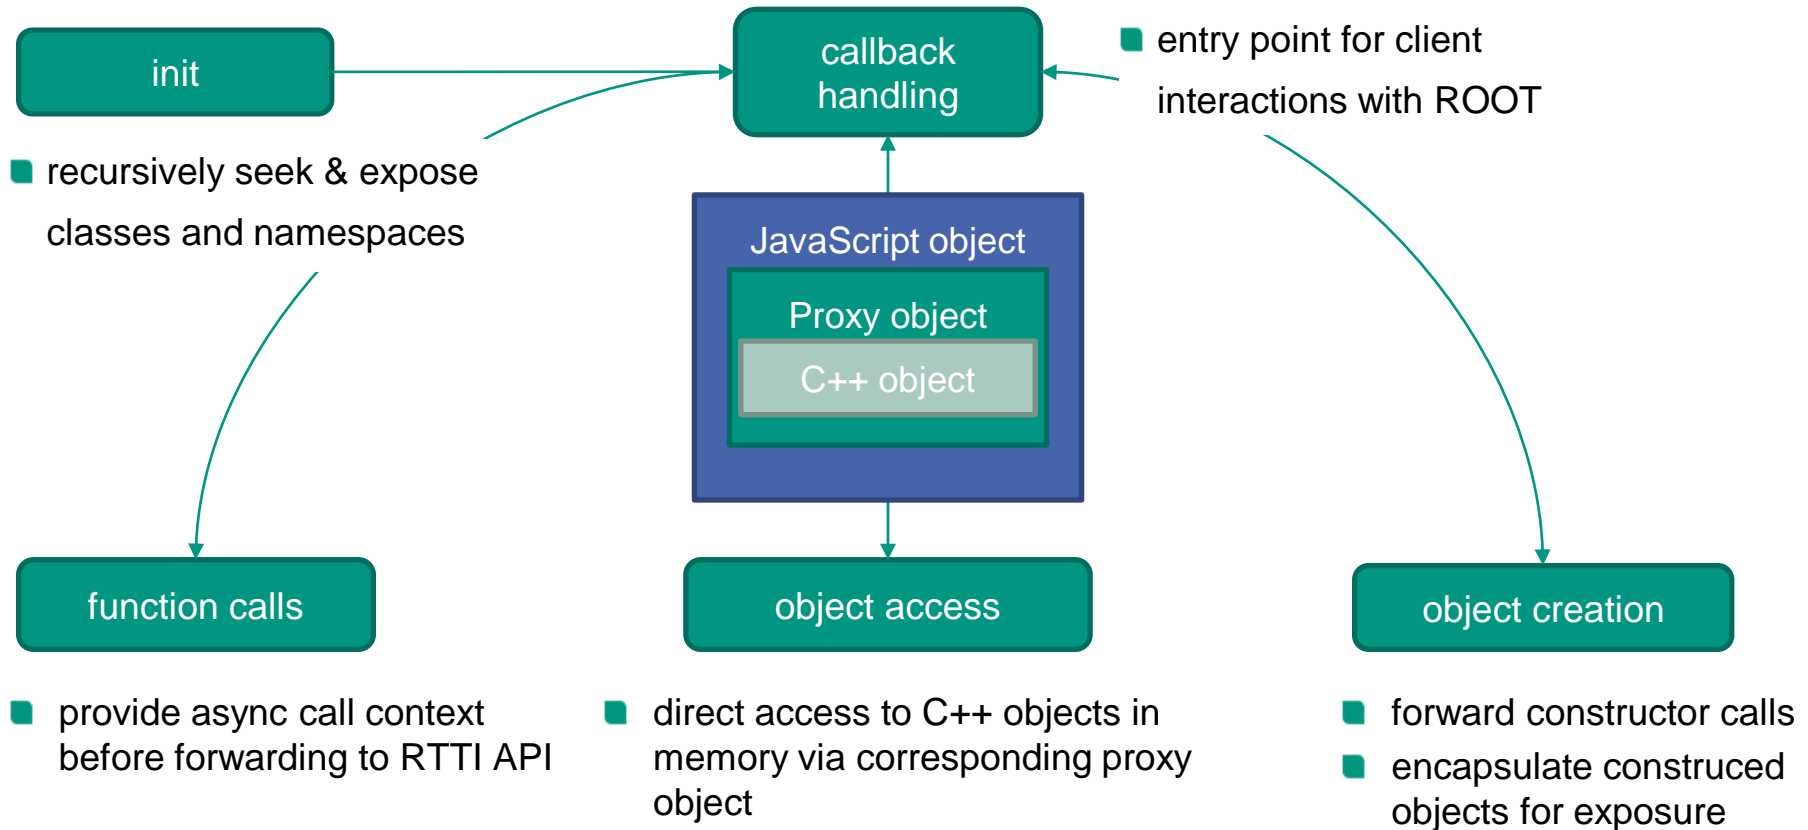 init
callback
handling
entry point for client
interactions with ROOT
recursively seek & expose
classes and namespaces
JavaScript object
Proxy object
C++ object
function calls
object access
object creation
provide async call context
before forwarding to RTTI API
direct access to C++ objects in
memory via corresponding proxy
object
forward constructor calls
encapsulate construced
objects for exposure